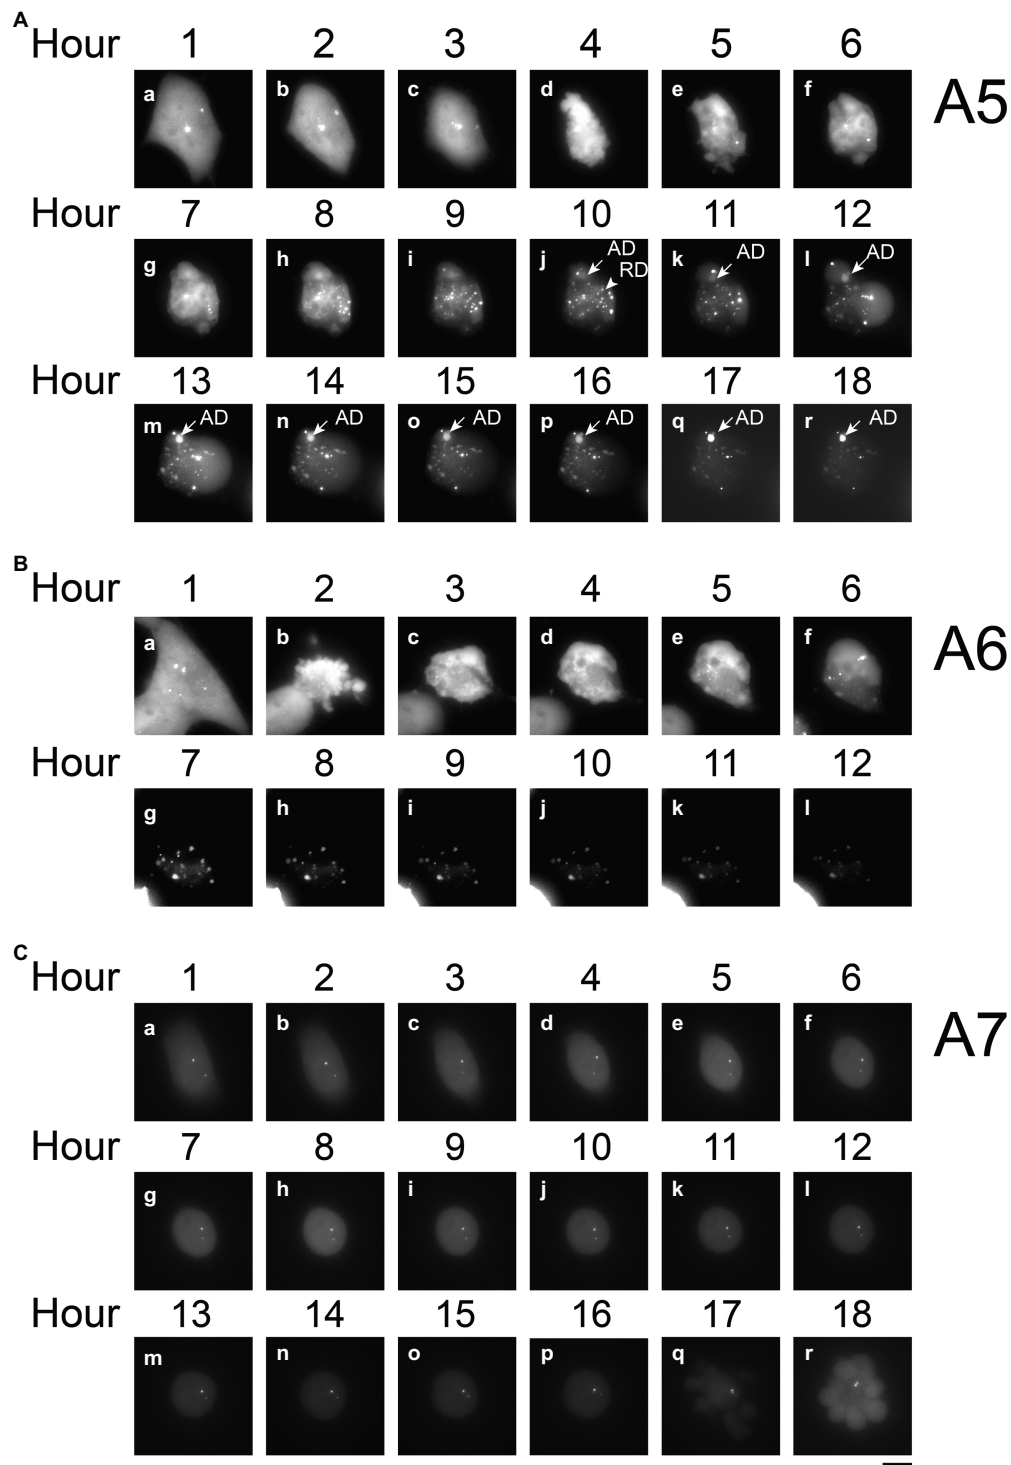 A
Hour 1 2 3 4 5 6
a b c d e f A5
Hour 7 8 9 10 11 12
g h i j AD RD k AD l AD
Hour 13 14 15 16 17 18
m AD n AD o AD p AD q AD r AD
B
Hour 1 2 3 4 5 6
a b c d e f A6
Hour 7 8 9 10 11 12
g h i j k l
C
Hour 1 2 3 4 5 6
a b c d e f A7
Hour 7 8 9 10 11 12
g h i j k l
Hour 13 14 15 16 17 18
m n o p q r